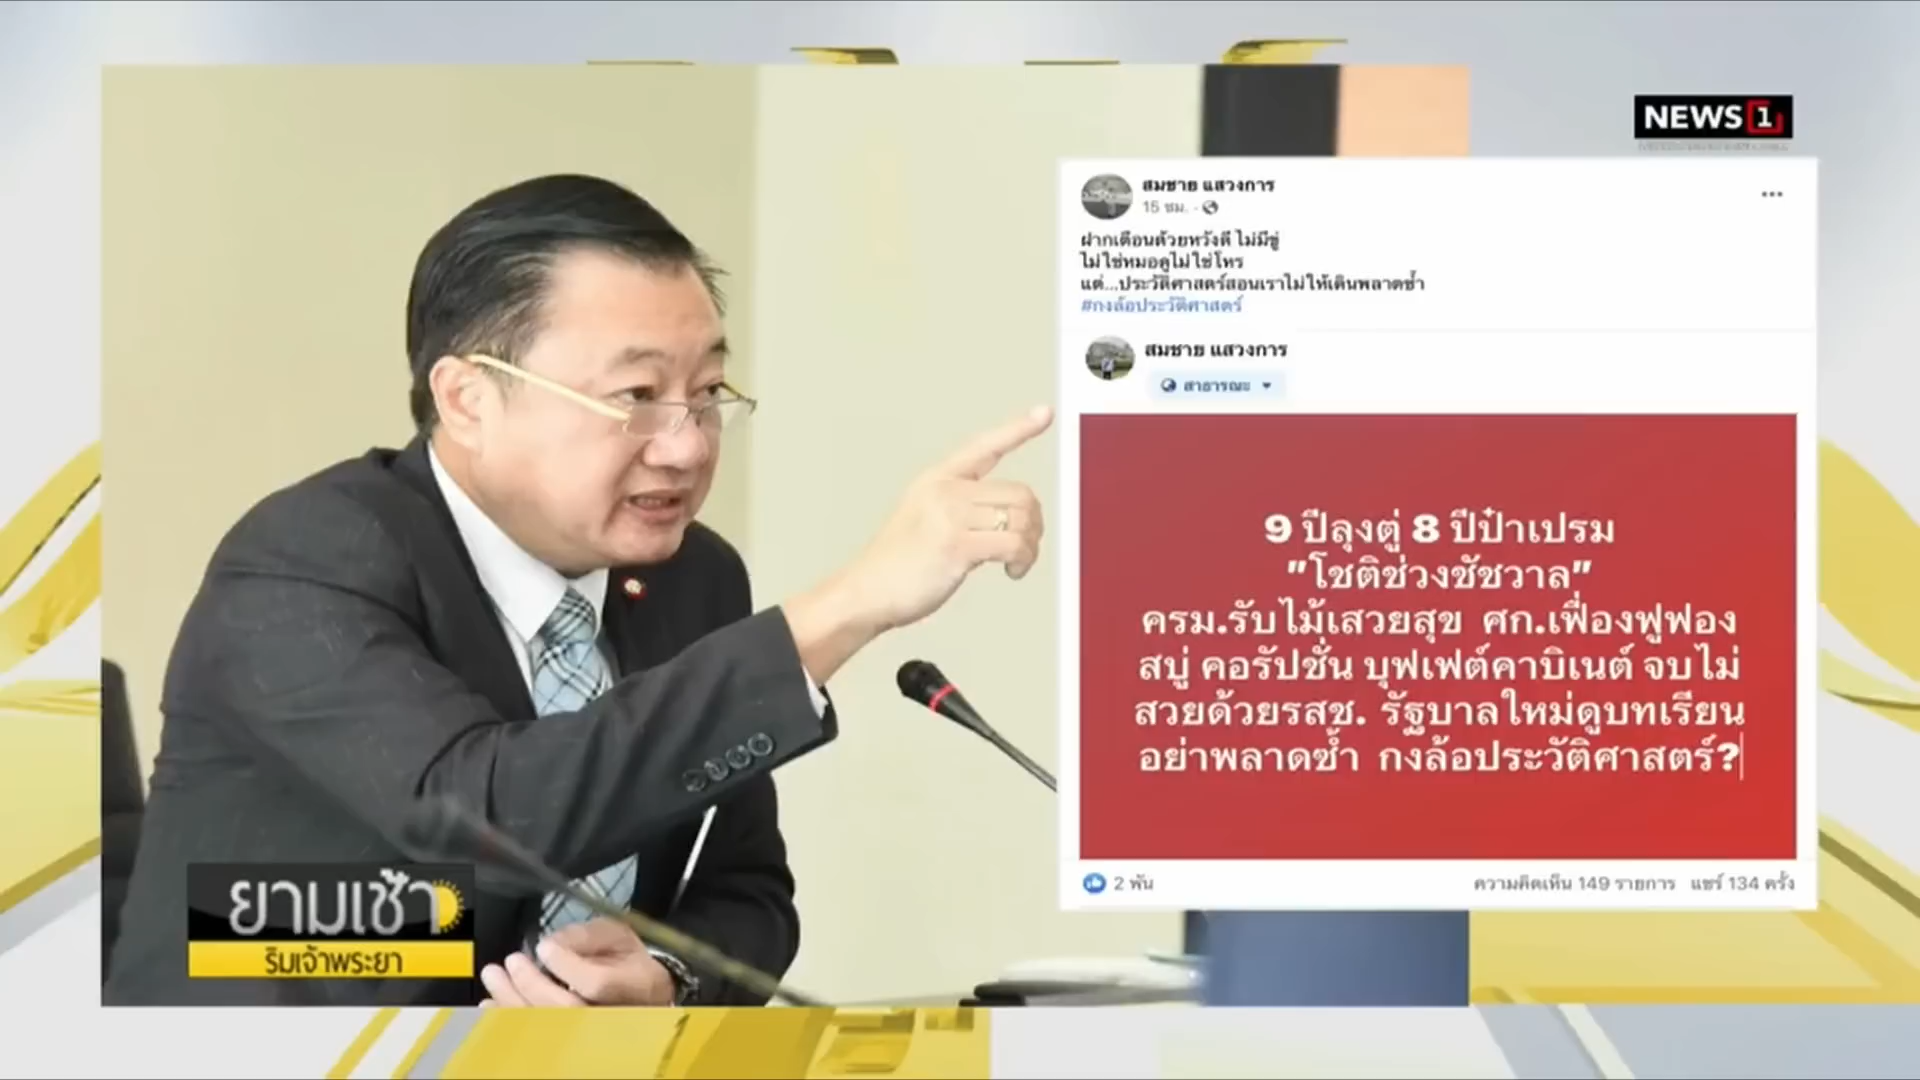 NEWS 1
สมชาย แสวงการ
15 ชม.
ฝากเตือนด้วยหวังดี ไม่มีขู่
ไม่ใช่หมอดูไม่ใช่โหร
แต่...ประวัติศาสตร์สอนเราไม่ให้เดินพลาดซ้ำ
#กงล้อประวัติศาสตร์
สมชาย แสวงการ
สาธารณะ
9 ปีลุงตู่ 8 ปีป๋าเปรม
"โชติช่วงชัชวาล"
ครม.รับไม้เสวยสุข ศก.เฟื่องฟูฟอง
สบู่ คอรัปชั่น บุฟเฟต์คาบิเนต์ จบไม่
สวยด้วยรสช. รัฐบาลใหม่ดูบทเรียน
อย่าพลาดซ้ำ กงล้อประวัติศาสตร์?
2 พัน
ความคิดเห็น 149 รายการ แชร์ 134 ครั้ง
ยามเช้า
ริมเจ้าพระยา